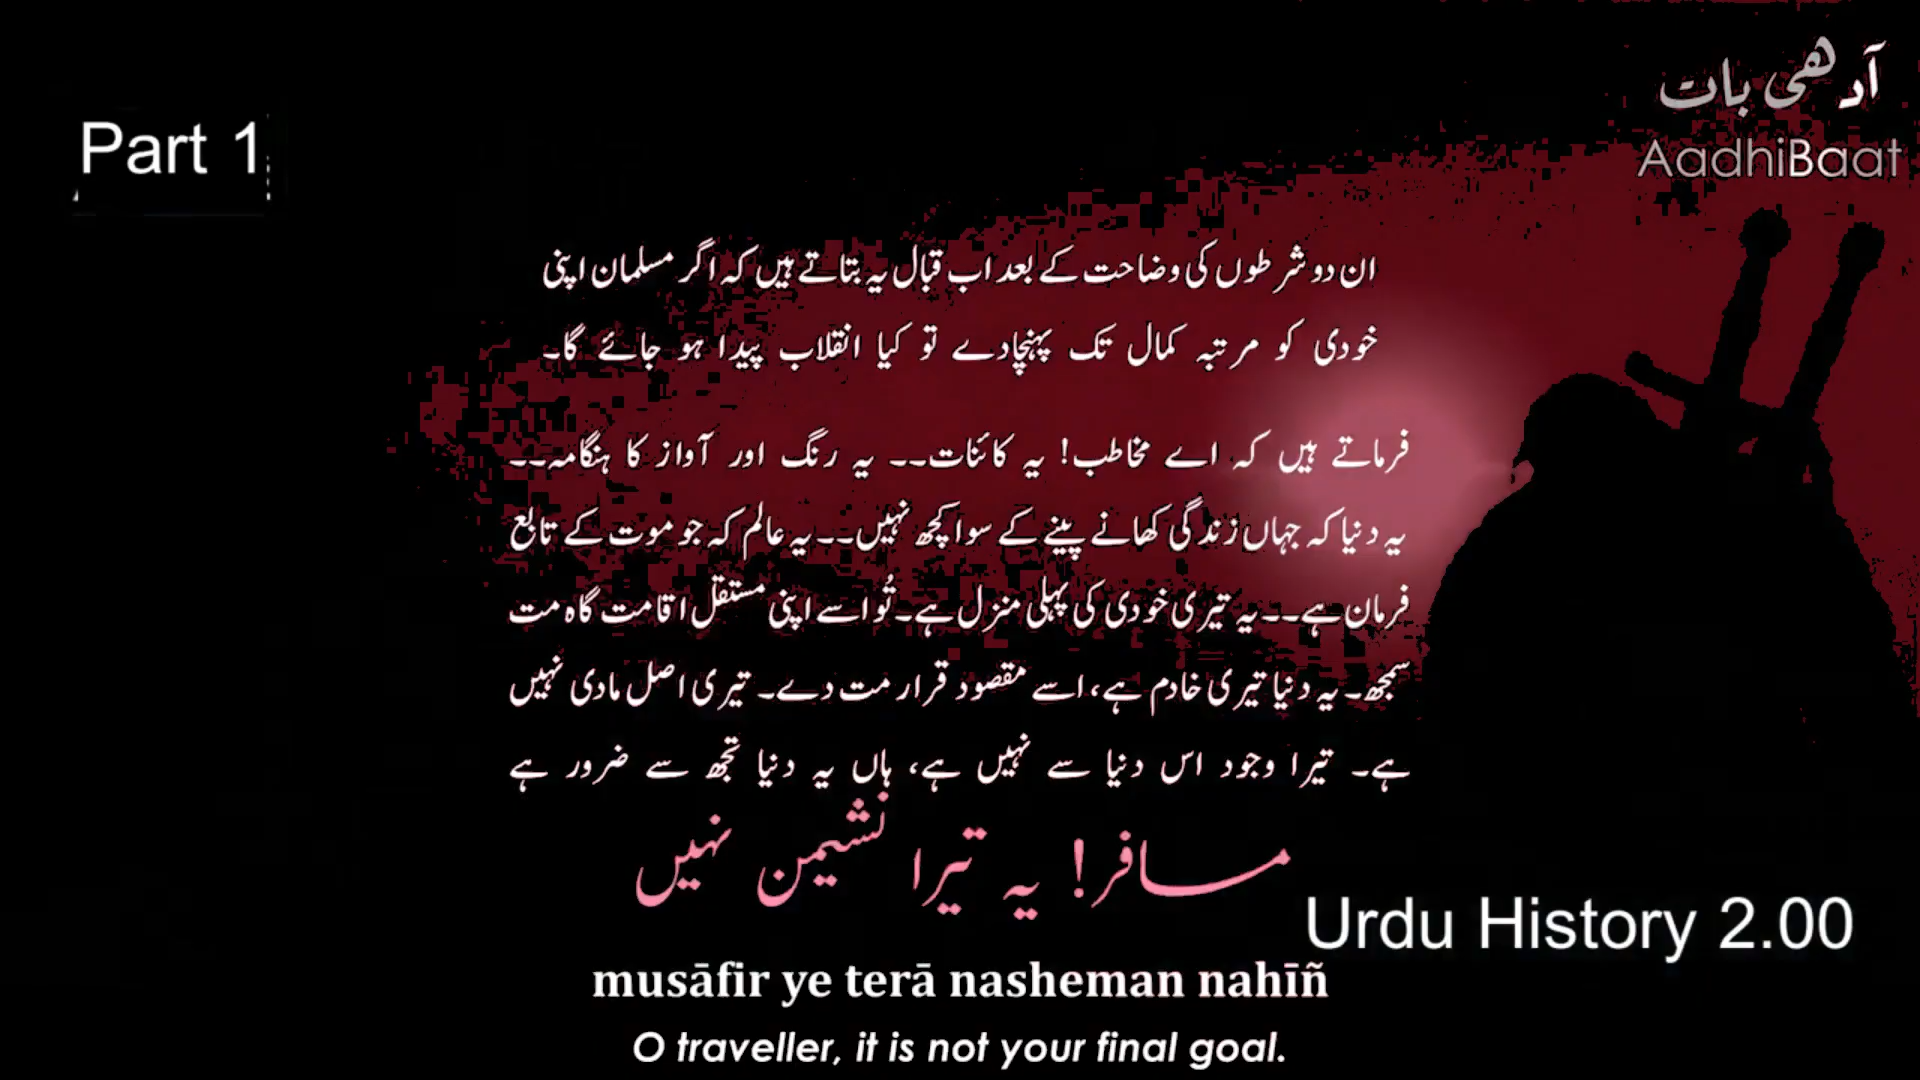 آدھی بات
AadhiBaat
Part 1
ان دو شرطوں کی وضاحت کے بعد اب قبال یہ بتاتے ہیں کہ اگر مسلمان اپنی
خودی کو مرتبہ کمال تک پہنچادے تو کیا انقلاب پیدا ہو جائے گا۔
فرماتے ہیں کہ اے مخاطب! یہ کائنات۔۔ یہ رنگ اور آواز کا ہنگامہ۔۔
یہ دنیا کہ جہاں زندگی کھانے پینے کے سوا کچھ نہیں۔۔ یہ عالم کہ جو موت کے تابع
فرمان ہے۔۔ یہ تیری خودی کی پہلی منزل ہے۔ تُو اسے اپنی مستقل اقامت گاہ مت
سمجھ۔ یہ دنیا تیری خادم ہے، اسے مقصود قرار مت دے۔ تیری اصل مادی نہیں
ہے۔ تیرا وجود اس دنیا سے نہیں ہے، ہاں یہ دنیا تجھ سے ضرور ہے
مسافر! یہ تیرا نشیمن نہیں
Urdu History 2.00
musāfir ye terā nasheman nahīñ
O traveller, it is not your final goal.